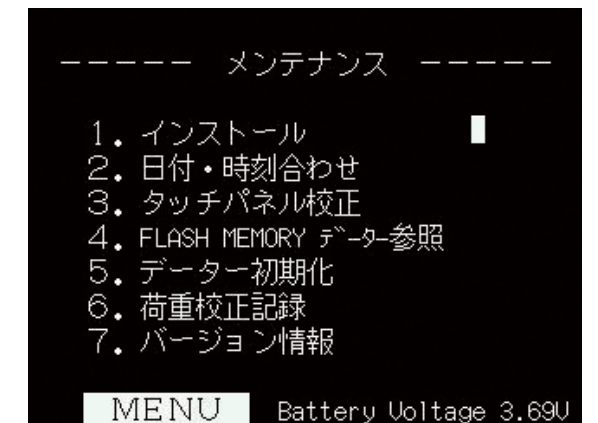 ----- メンテナンス -----
1. インストール
2. 日付・時刻合わせ
3. タッチパネル校正
4. FLASH MEMORY データー参照
5. データー初期化
6. 荷重校正記録
7. バージョン情報
MENU Battery Voltage 3.69V